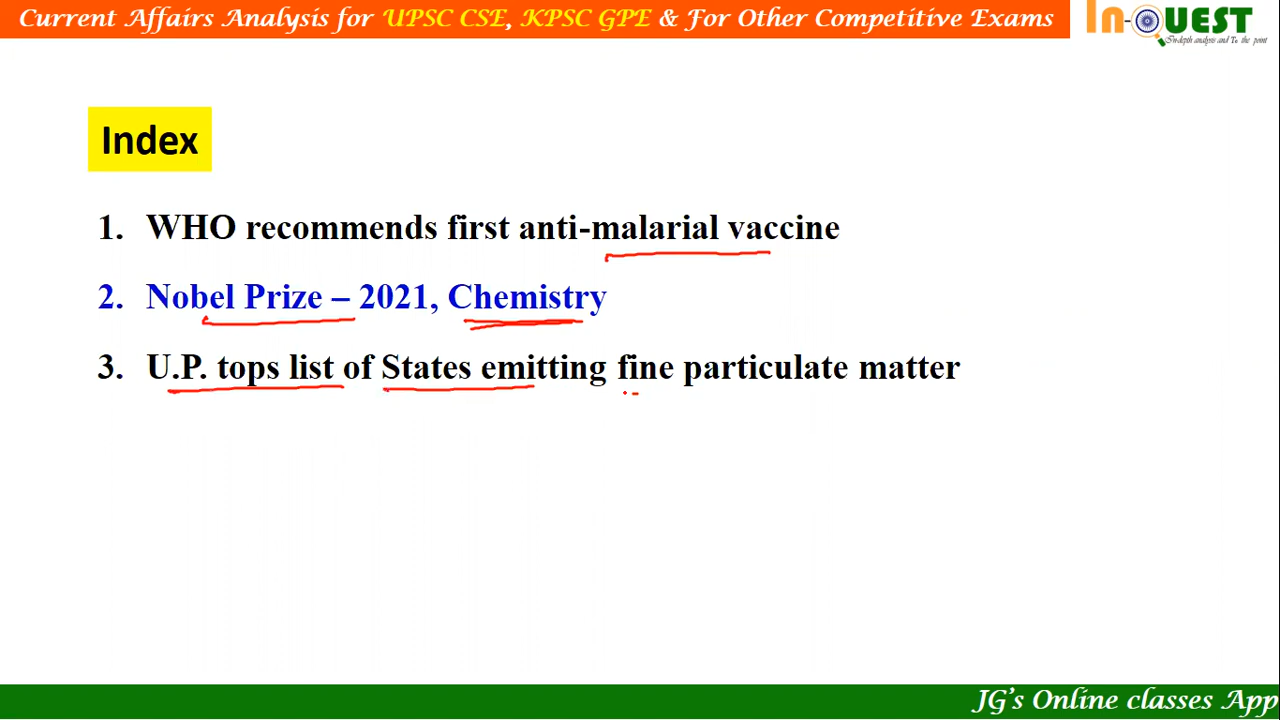 Current Affairs Analysis for UPSC CSE, KPSC GPE & For Other Competitive Exams
In-QUEST
In-depth analysis and To the point
Index
1. WHO recommends first anti-malarial vaccine
2. Nobel Prize – 2021, Chemistry
3. U.P. tops list of States emitting fine particulate matter
JG's Online classes App